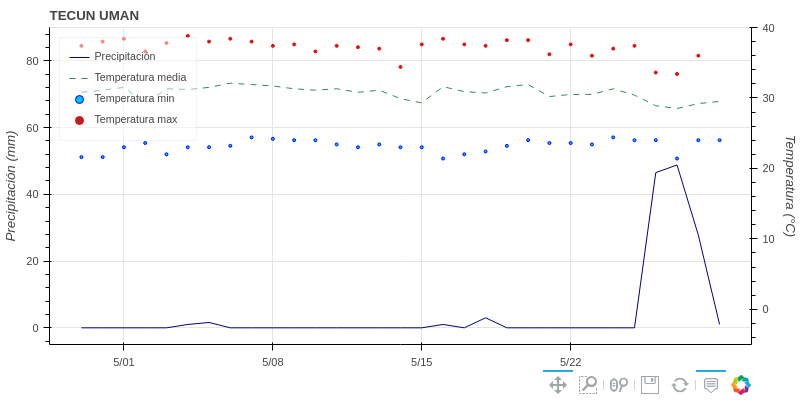 TECUN UMAN
Precipitación
Temperatura media
Temperatura min
Temperatura max
Precipitación (mm)
80
60
40
20
0
Temperatura (°C)
40
30
20
10
0
5/01
5/08
5/15
5/22